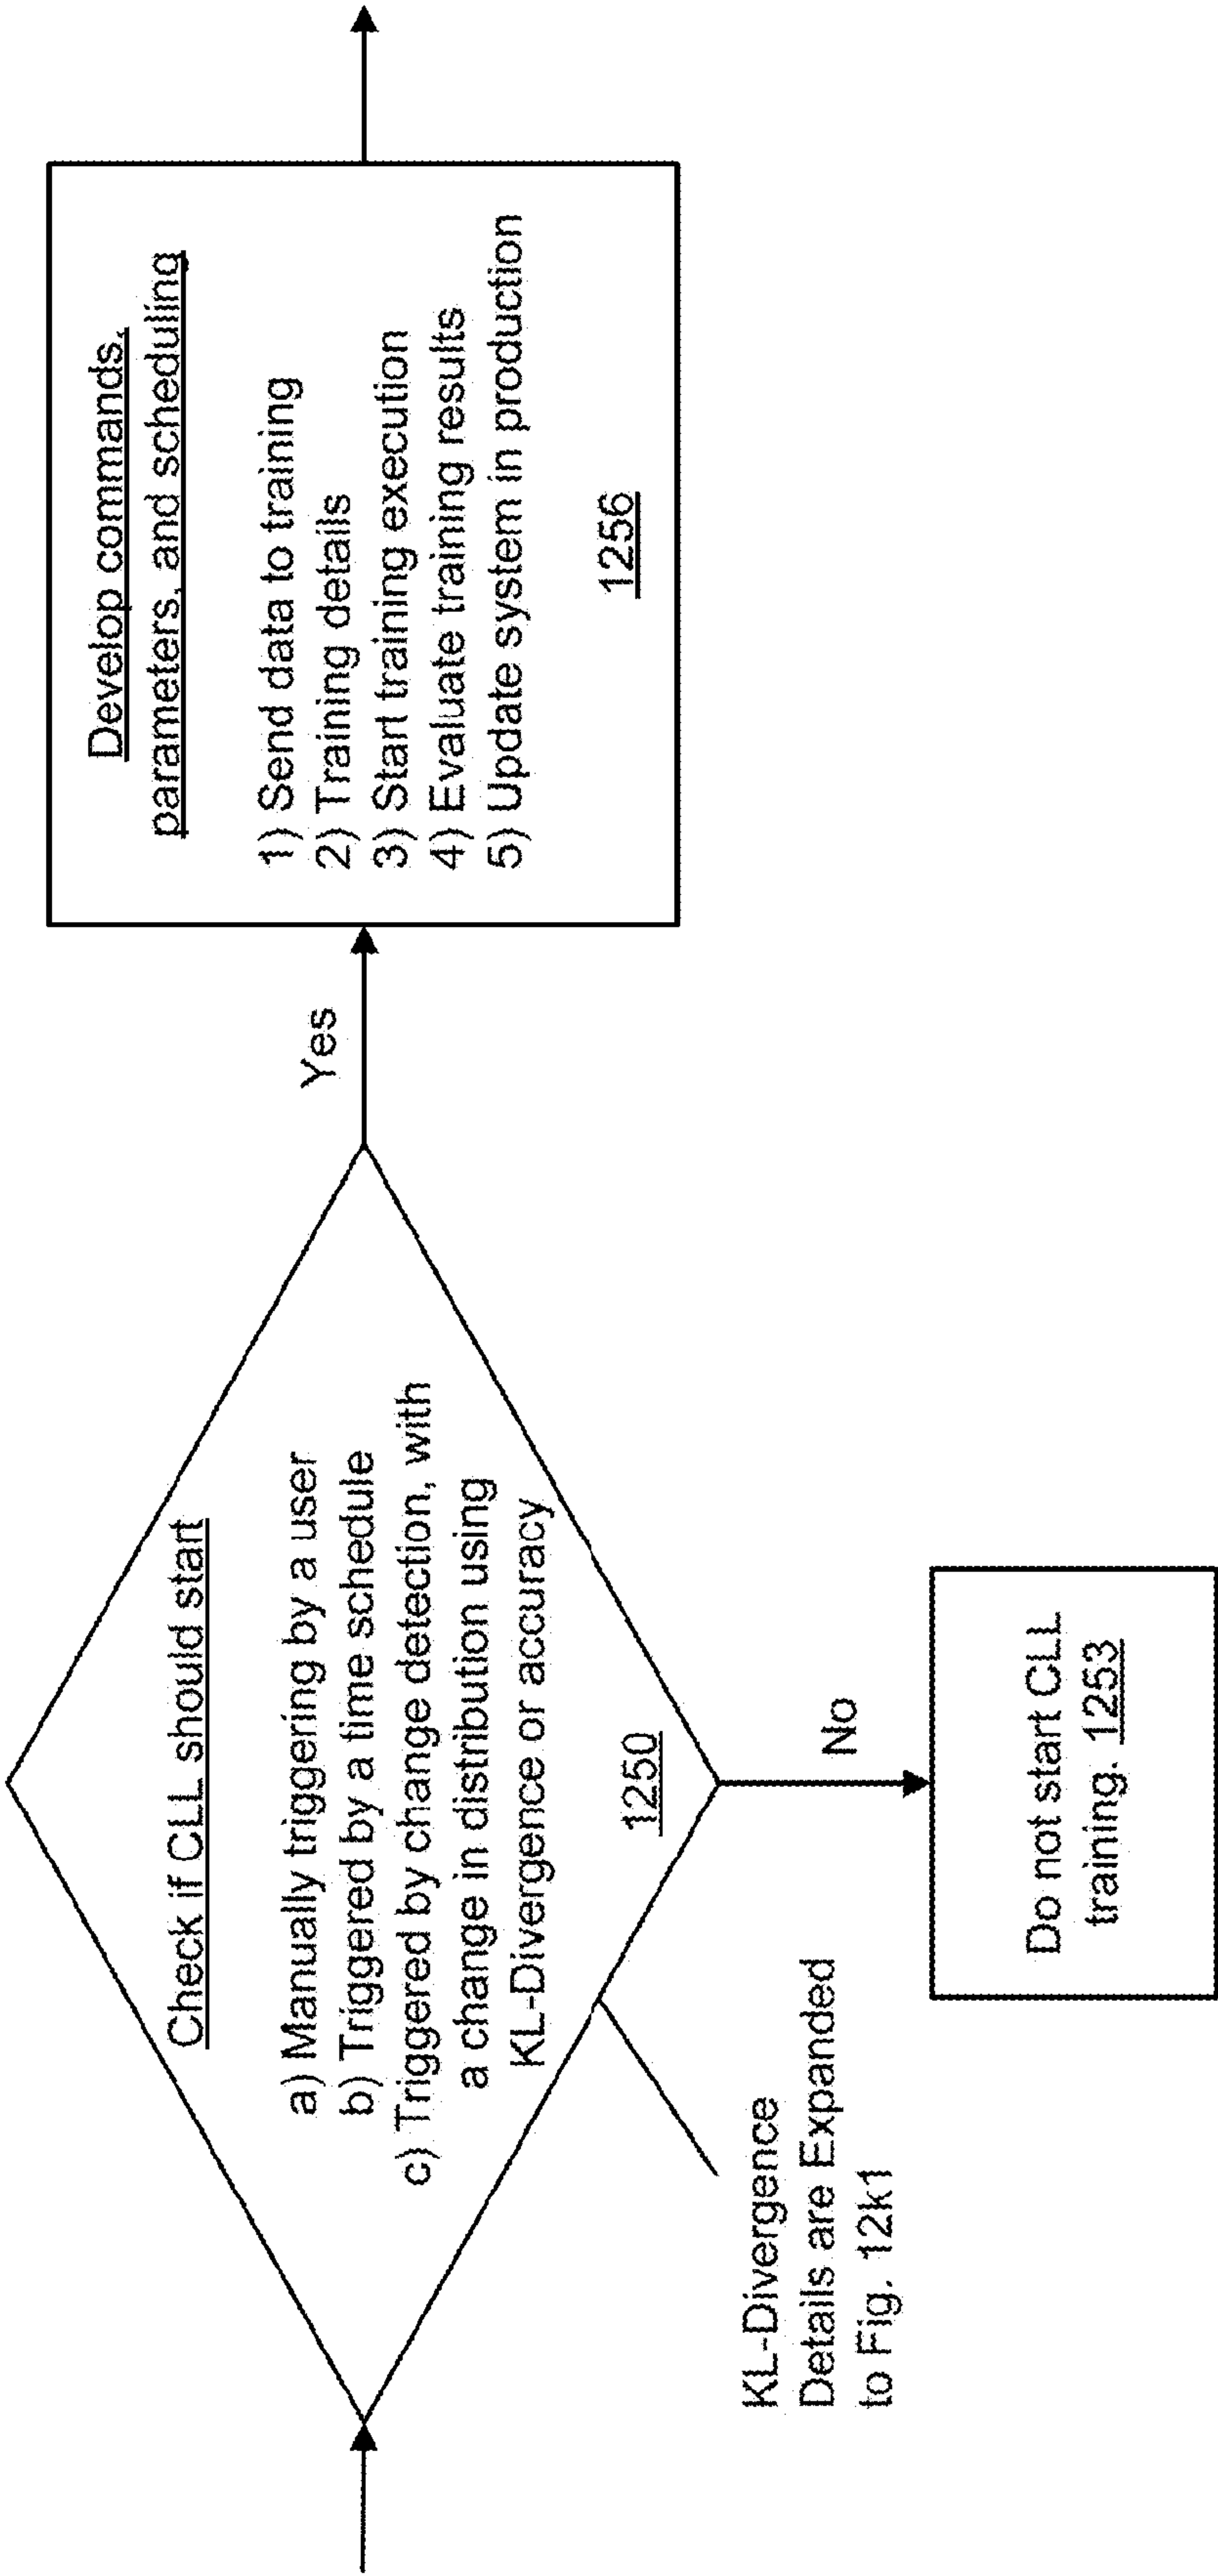 Check if CLL should start
a) Manually triggering by a user
b) Triggered by a time schedule
c) Triggered by change detection, with
a change in distribution using
KL-Divergence or accuracy
1250
KL-Divergence
Details are Expanded
to Fig. 12k1
No
Do not start CLL
training. 1253
Yes
Develop commands,
parameters, and scheduling
1) Send data to training
2) Training details
3) Start training execution
4) Evaluate training results
5) Update system in production
1256